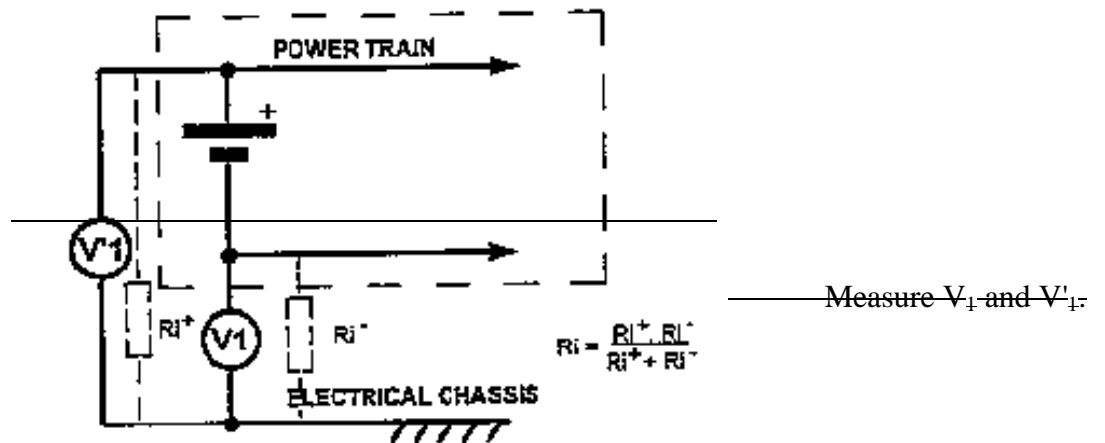 POWER TRAIN
+
V'1
Ri⁺
V1
Ri⁻
Ri = Ri⁺ . Ri⁻ / Ri⁺ + Ri⁻
ELECTRICAL CHASSIS
Measure V₁ and V'₁.